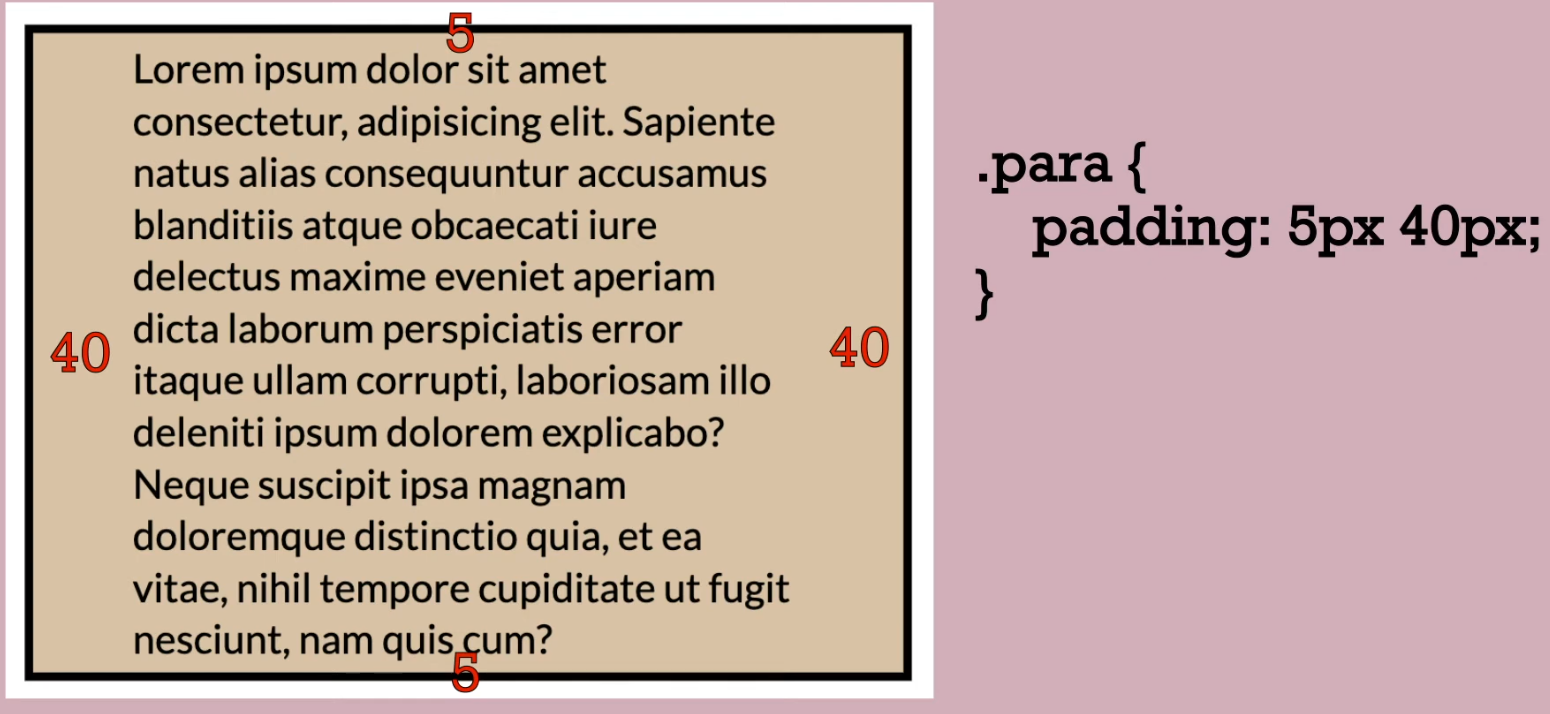 5
Lorem ipsum dolor sit amet
consectetur, adipisicing elit. Sapiente
natus alias consequuntur accusamus
blanditiis atque obcaecati iure
delectus maxime eveniet aperiam
dicta laborum perspiciatis error
40
40
itaque ullam corrupti, laboriosam illo
deleniti ipsum dolorem explicabo?
Neque suscipit ipsa magnam
doloremque distinctio quia, et ea
vitae, nihil tempore cupiditate ut fugit
nesciunt, nam quis cum?
5
.para {
padding: 5px 40px;
}